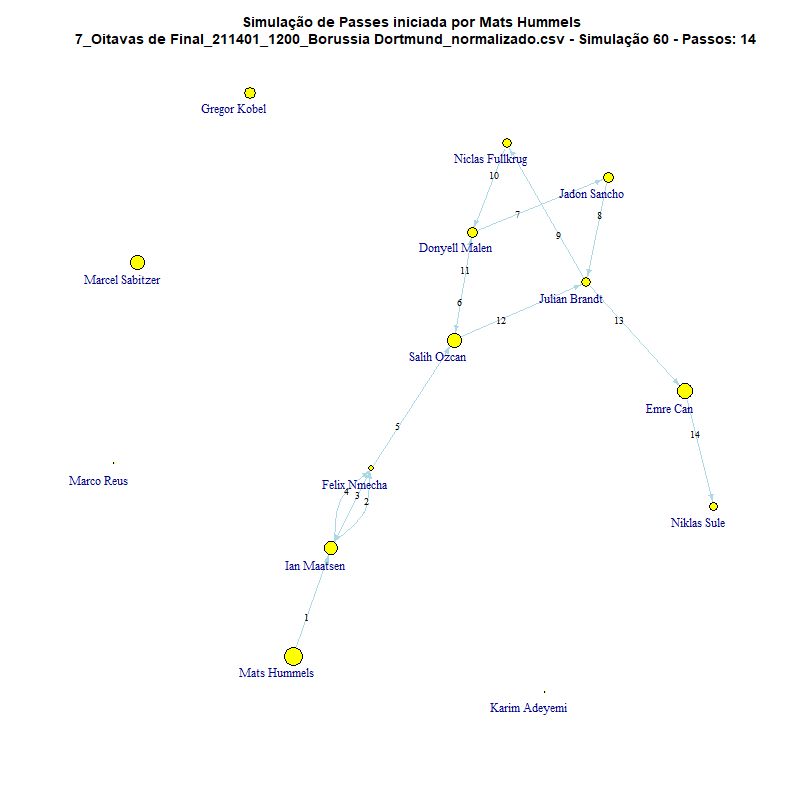 Simulação de Passes iniciada por Mats Hummels
7_Oitavas de Final_211401_1200_Borussia Dortmund_normalizado.csv - Simulação 60 - Passos: 14
Gregor Kobel
Niclas Fullkrug
10
Jadon Sancho
7
8
9
Donyell Malen
11
Marcel Sabitzer
Julian Brandt
6
12
13
Salih Ozcan
Emre Can
5
14
Marco Reus
Felix Nmecha
4
3
2
Niklas Sule
Ian Maatsen
1
Mats Hummels
Karim Adeyemi